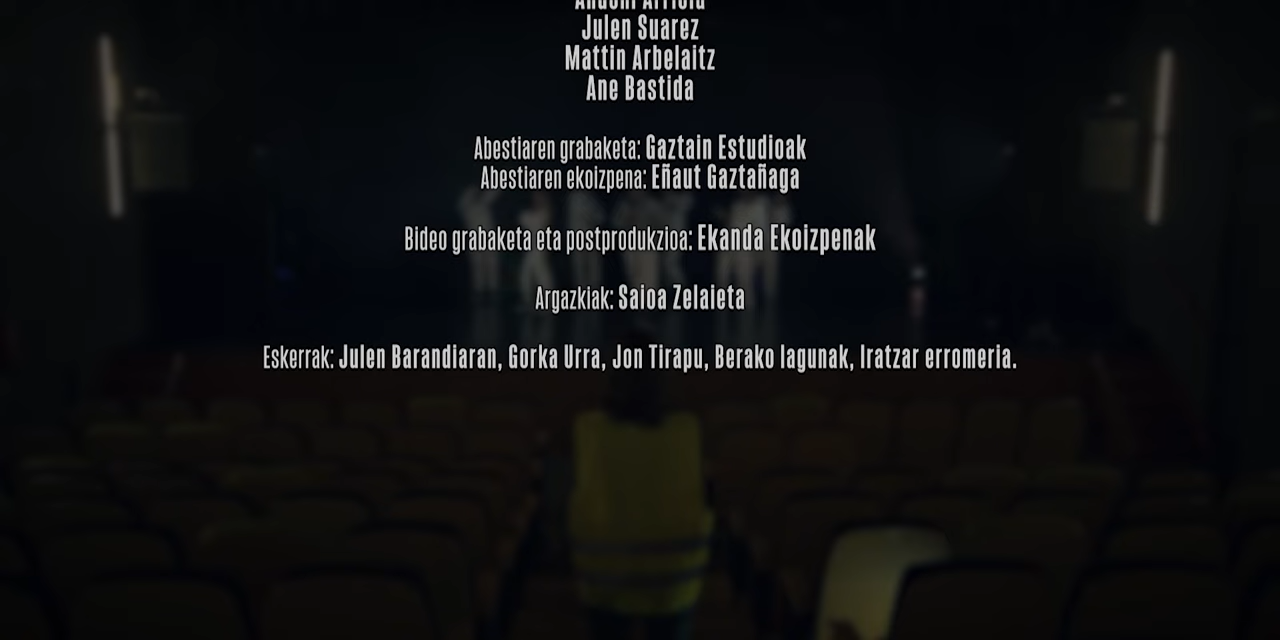 Julen Suarez
Mattin Arbelaitz
Ane Bastida
Abestiaren grabaketa: Gaztain Estudioak
Abestiaren ekoizpena: Eñaut Gaztañaga
Bideo grabaketa eta postprodukzioa: Ekanda Ekoizpenak
Argazkiak: Saioa Zelaieta
Eskerrak: Julen Barandiaran, Gorka Urra, Jon Tirapu, Berako lagunak, Iratzar erromeria.